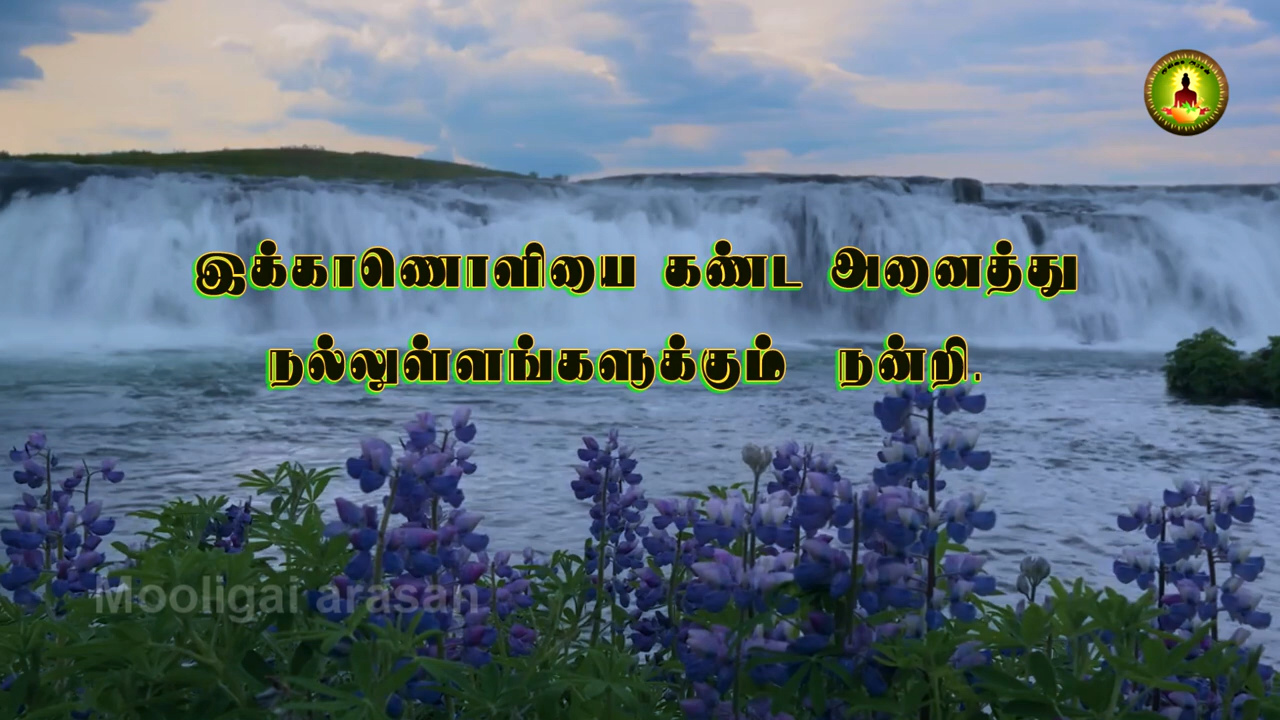 இக்காணொளியை கண்ட அனைத்து
நல்லுள்ளங்களுக்கும் நன்றி.
Mooligai arasan